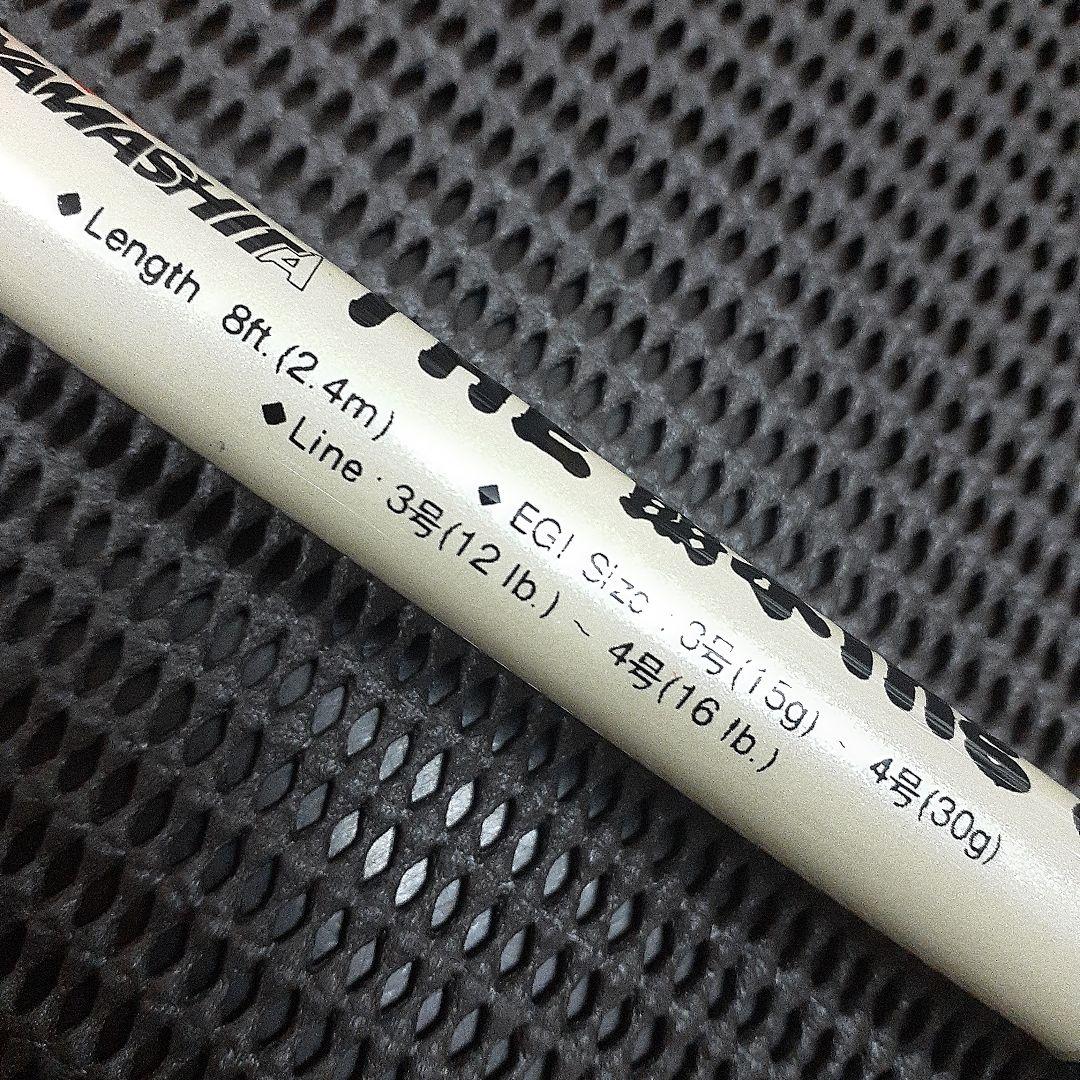 YAMASHITA
◆Length 8ft.(2.4m)
◆EGI Size : 3号(15g) ~ 4号(30g)
◆Line · 3号(12 lb.) ~ 4号(16 lb.)